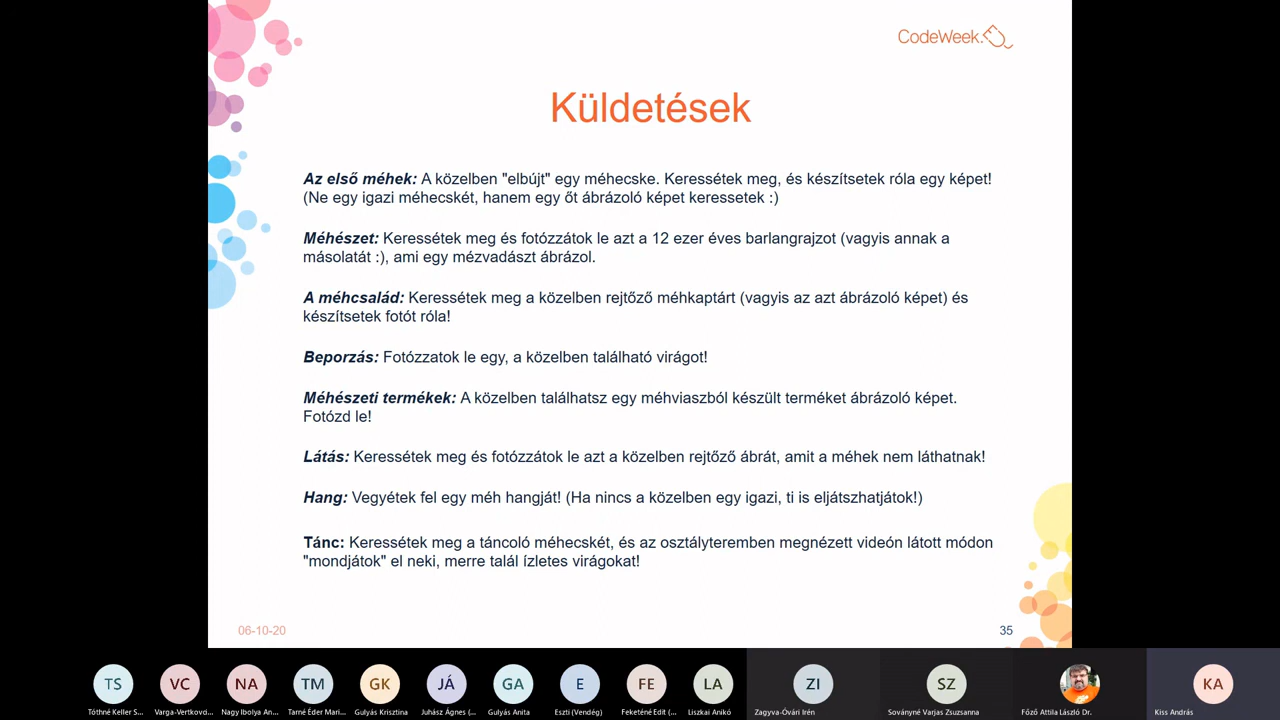 CodeWeek.
Küldetések
Az első méhek: A közelben "elbújt" egy méhecske. Keressétek meg, és készítsetek róla egy képet!
(Ne egy igazi méhecskét, hanem egy őt ábrázoló képet keressetek :)
Méhészet: Keressétek meg és fotózzátok le azt a 12 ezer éves barlangrajzot (vagyis annak a
másolatát :), ami egy mézvadászt ábrázol.
A méhcsalád: Keressétek meg a közelben rejtőző méhkaptárt (vagyis az azt ábrázoló képet) és
készítsetek fotót róla!
Beporzás: Fotózzatok le egy, a közelben található virágot!
Méhészeti termékek: A közelben találhatsz egy méhviaszból készült terméket ábrázoló képet.
Fotózd le!
Látás: Keressétek meg és fotózzátok le azt a közelben rejtőző ábrát, amit a méhek nem láthatnak!
Hang: Vegyétek fel egy méh hangját! (Ha nincs a közelben egy igazi, ti is eljátszhatjátok!)
Tánc: Keressétek meg a táncoló méhecskét, és az osztályteremben megnézett videón látott módon
"mondjátok" el neki, merre talál ízletes virágokat!
06-10-20 35
TS VC NA TM GK JÁ GA E FE LA ZI SZ KA
Tóthné Keller S... Varga-Vertkovci... Nagy Ibolya An... Tarné Éder Mari... Gulyás Krisztina Juhász Ágnes (... Gulyás Anita Eszti (Vendég) Feketéné Edit (... Liszkai Anikó Zagyva-Óvári Irén Soványné Varjas Zsuzsanna Főző Attila László Dr. Kiss András